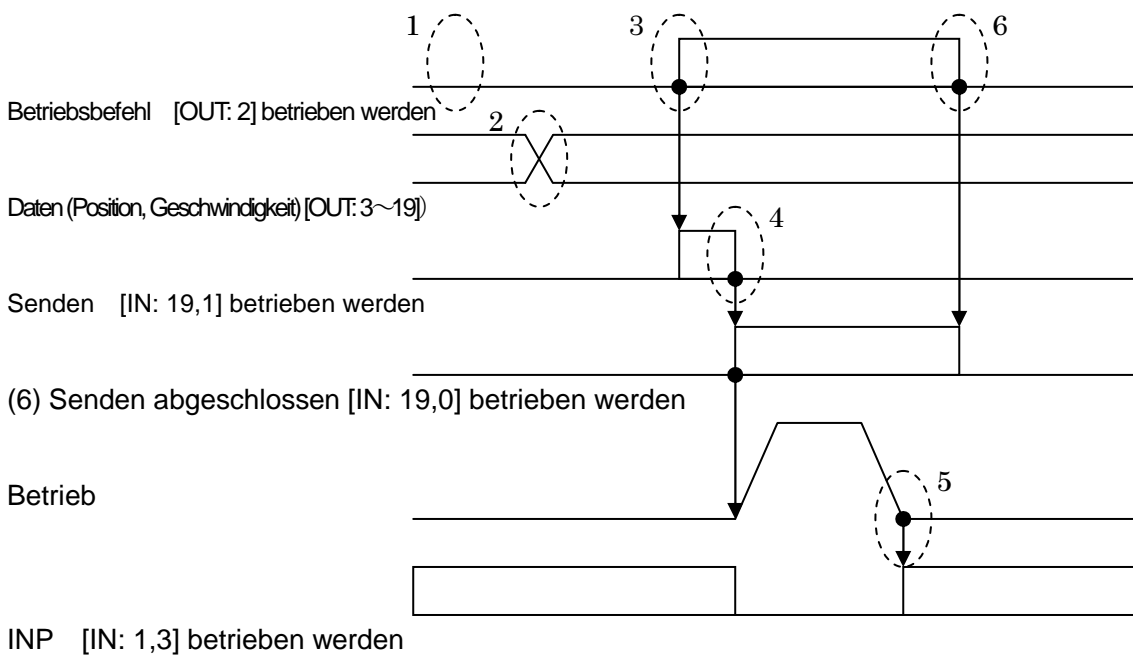 1 3 6
Betriebsbefehl [OUT: 2] betrieben werden
2
Daten (Position, Geschwindigkeit) [OUT: 3～19])
4
Senden [IN: 19,1] betrieben werden
(6) Senden abgeschlossen [IN: 19,0] betrieben werden
Betrieb
5
INP [IN: 1,3] betrieben werden